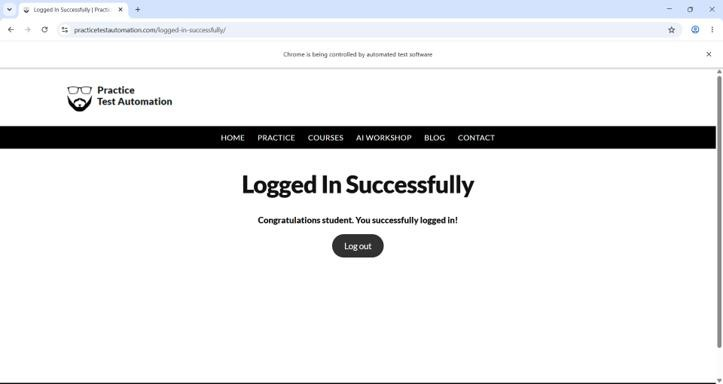 Logged In Successfully | Practi
practicetestautomation.com/logged-in-successfully/
Chrome is being controlled by automated test software
Practice
Test Automation
HOME PRACTICE COURSES AI WORKSHOP BLOG CONTACT
Logged In Successfully
Congratulations student. You successfully logged in!
Log out